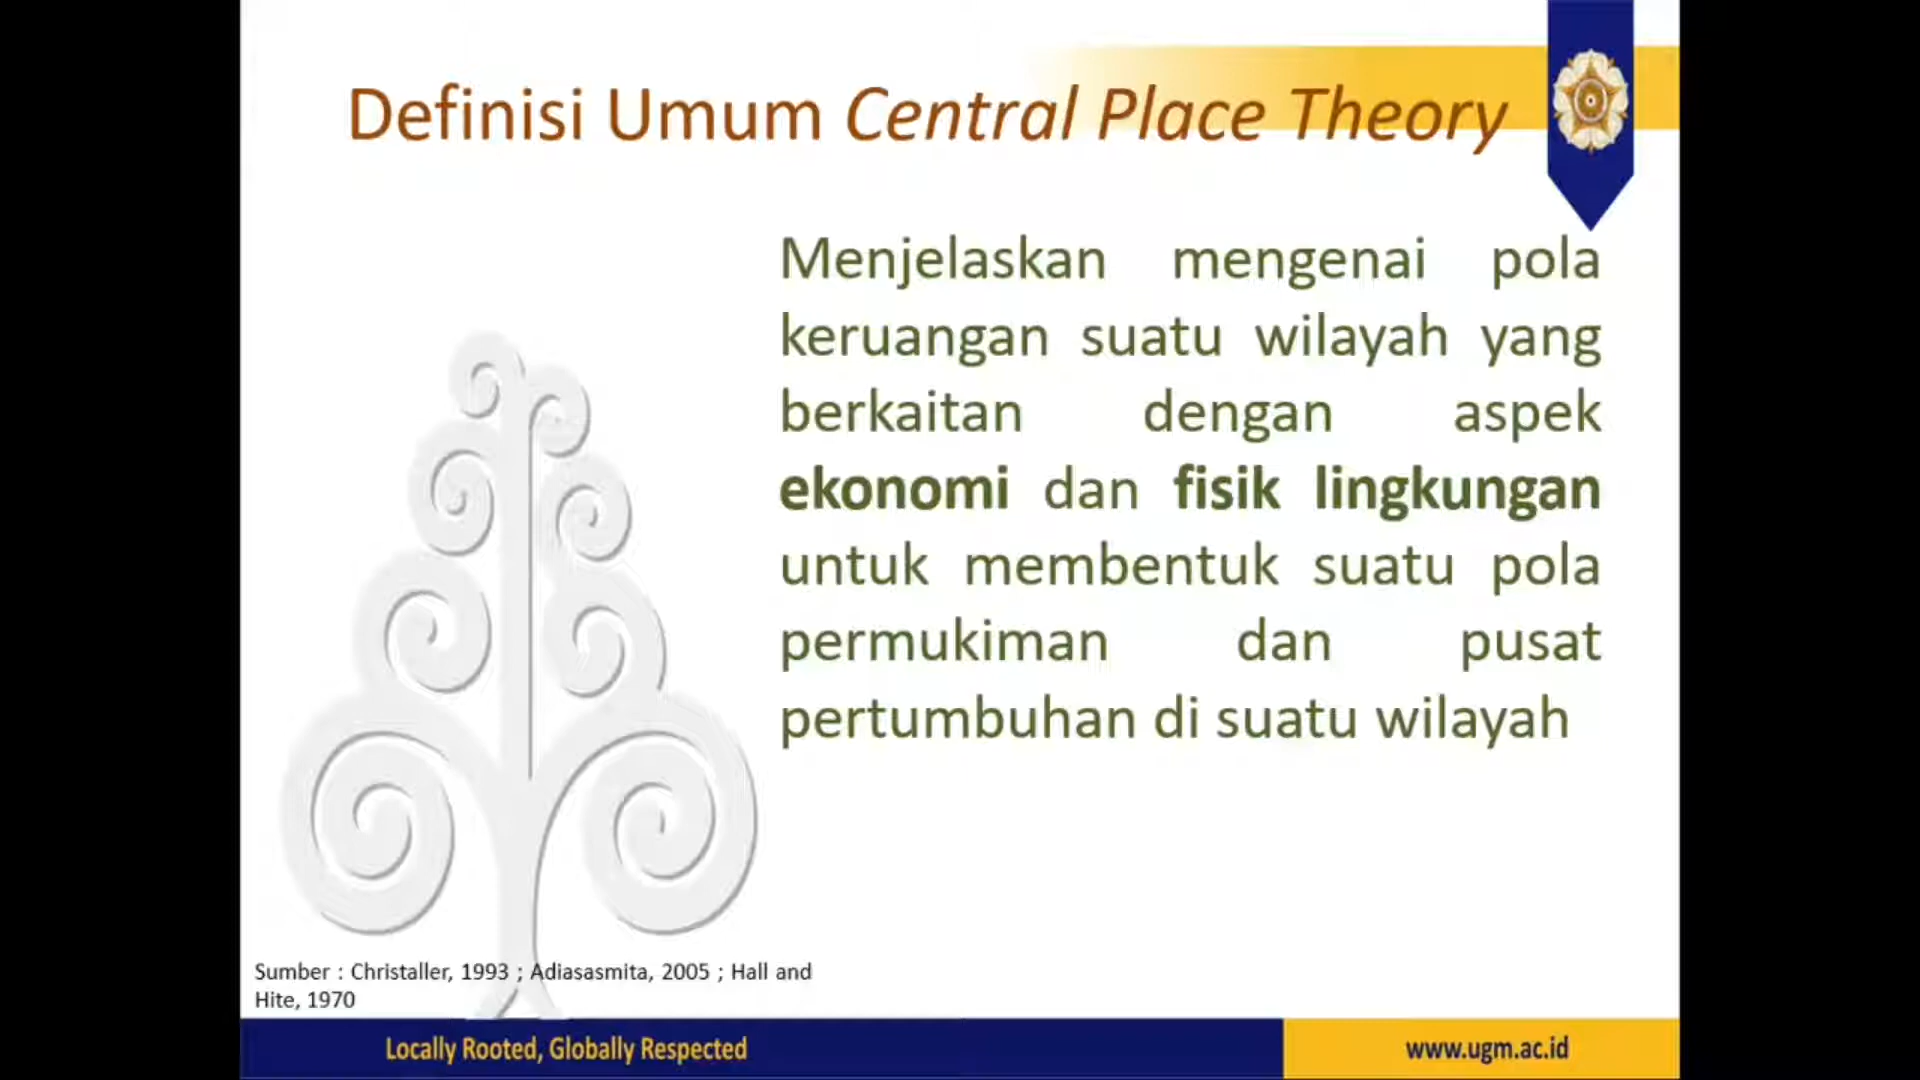 Definisi Umum Central Place Theory
Menjelaskan mengenai pola
keruangan suatu wilayah yang
berkaitan dengan aspek
ekonomi dan fisik lingkungan
untuk membentuk suatu pola
permukiman dan pusat
pertumbuhan di suatu wilayah
Sumber : Christaller, 1993 ; Adiasasmita, 2005 ; Hall and
Hite, 1970
Locally Rooted, Globally Respected
www.ugm.ac.id